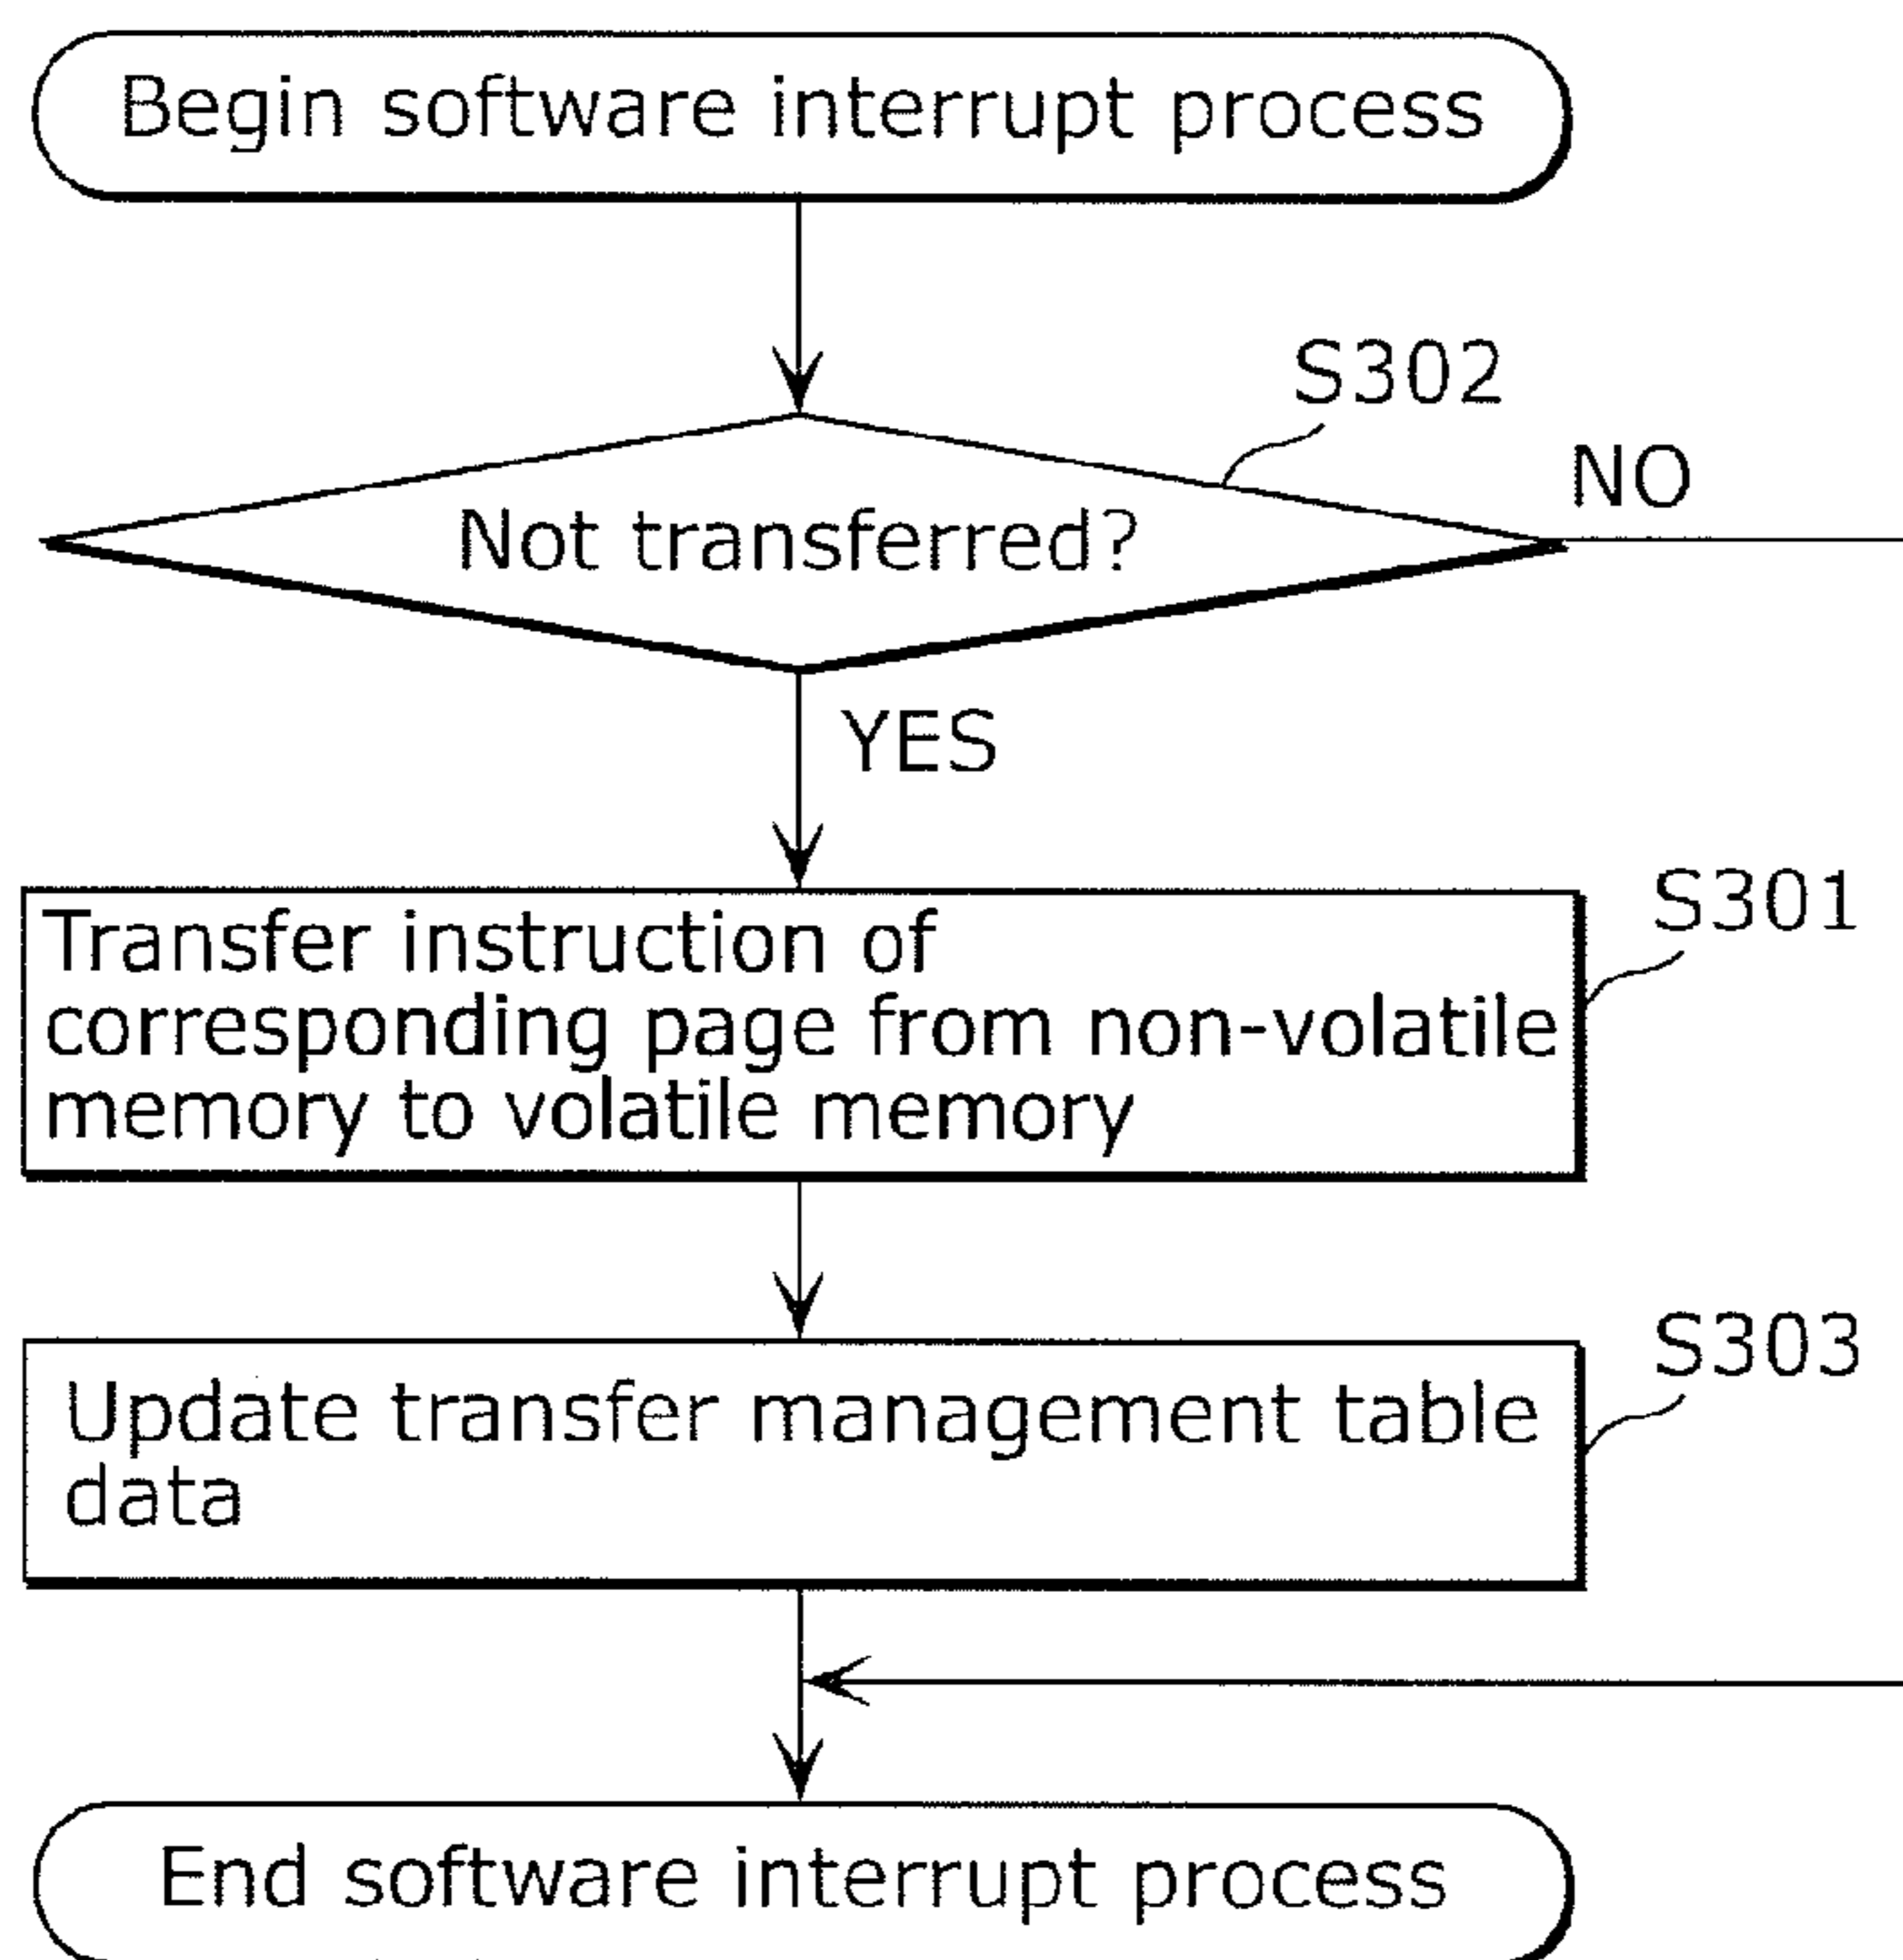 Begin software interrupt process
S302
NO
Not transferred?
YES
S301
Transfer instruction of
corresponding page from non-volatile
memory to volatile memory
S303
Update transfer management table
data
End software interrupt process